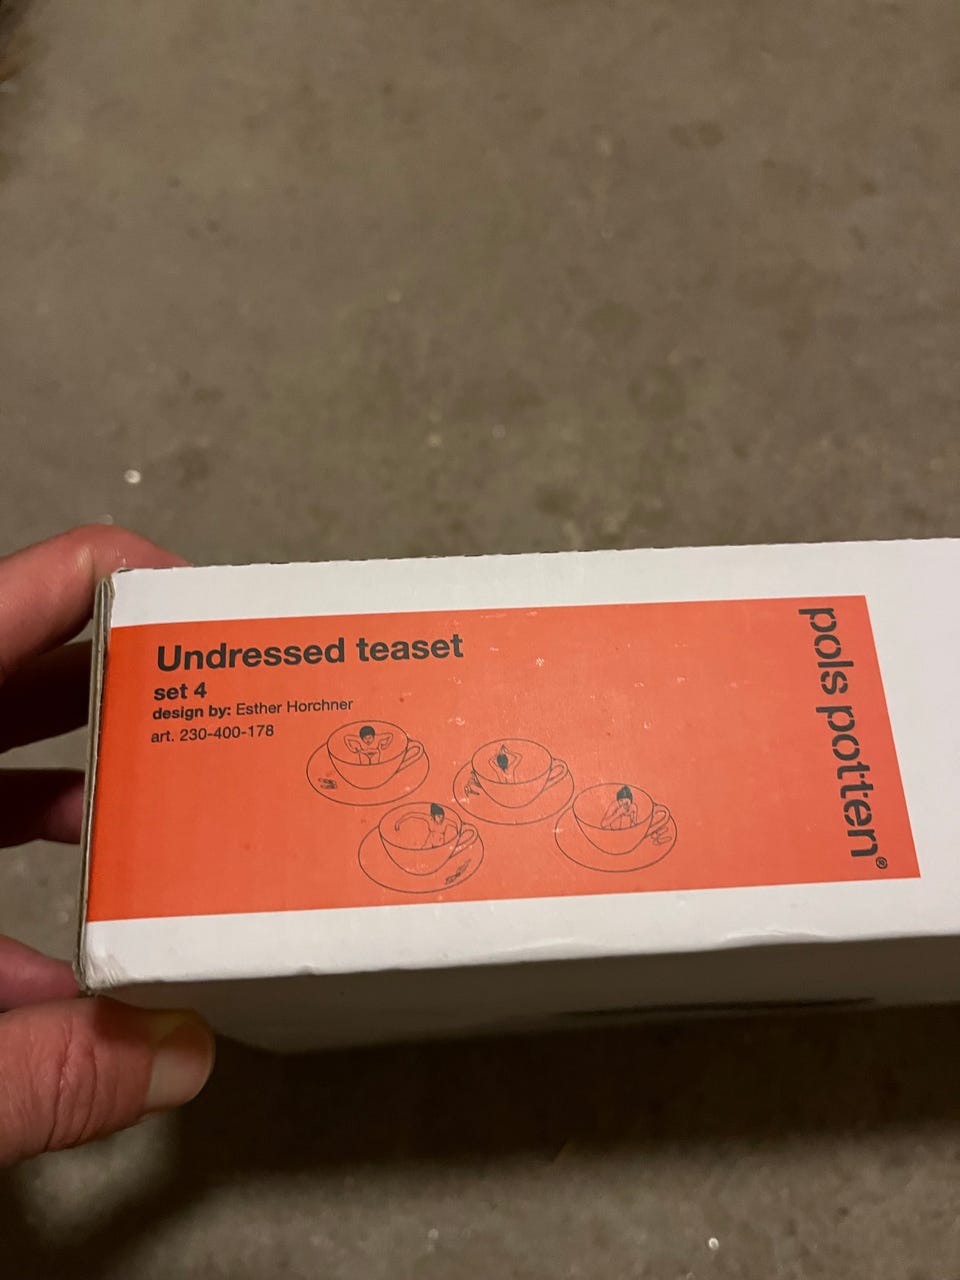 Undressed teaset
set 4
design by: Esther Horchner
art. 230-400-178
pols potten®